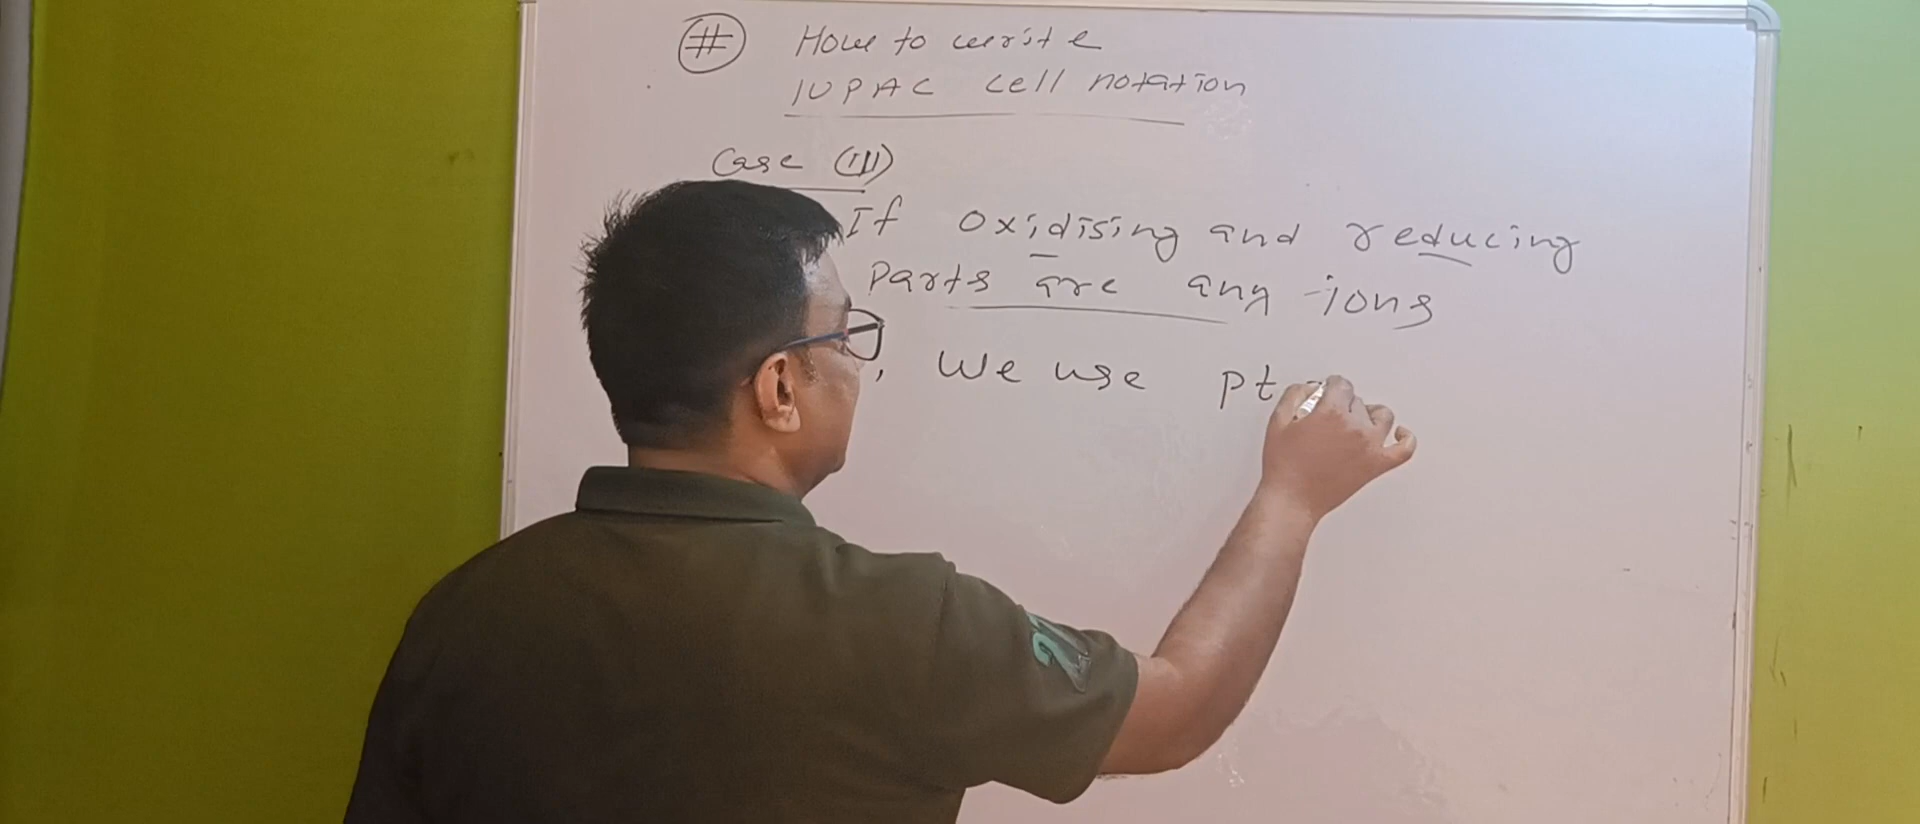 # How to write
IUPAC cell notation
Case (III)
If oxidising and reducing
parts are any ions
, We use pt